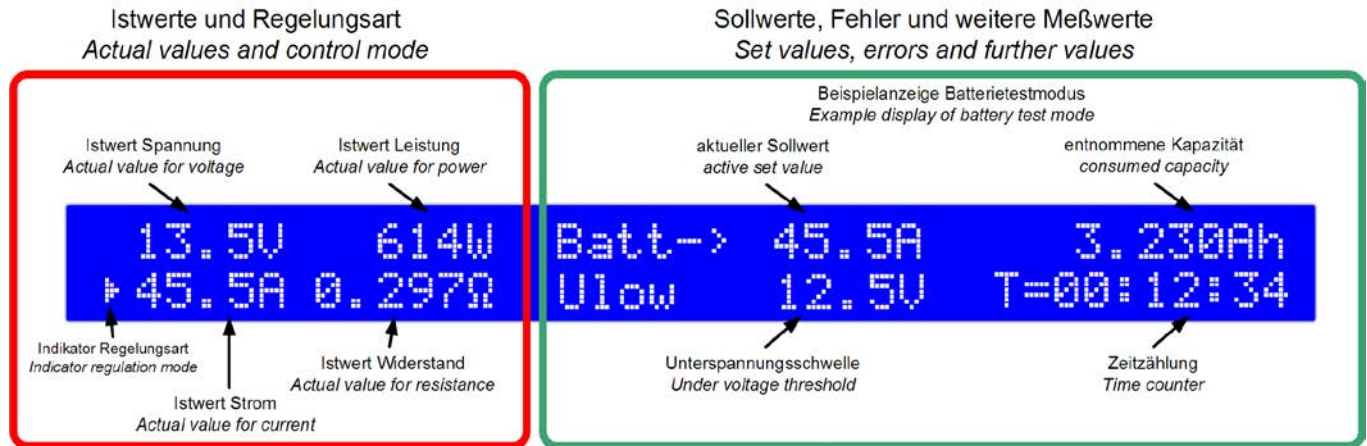 Istwerte und Regelungsart
Actual values and control mode
Sollwerte, Fehler und weitere Meßwerte
Set values, errors and further values
Beispielanzeige Batterietestmodus
Example display of battery test mode
Istwert Spannung
Actual value for voltage
Istwert Leistung
Actual value for power
aktueller Sollwert
active set value
entnommene Kapazität
consumed capacity
13.5V 614W Batt-> 45.5A 3.230Ah
45.5A 0.297Ω Ulow 12.5V T=00:12:34
Indikator Regelungsart
Indicator regulation mode
Istwert Strom
Actual value for current
Istwert Widerstand
Actual value for resistance
Unterspannungsschwelle
Under voltage threshold
Zeitzählung
Time counter